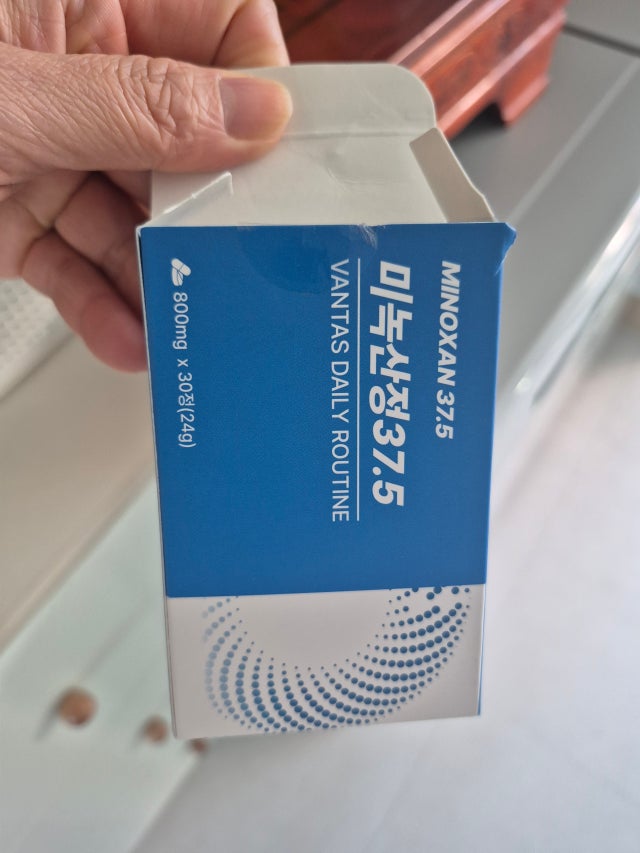 MINOXAN 37.5
미녹산정37.5
VANTAS DAILY ROUTINE
800mg x 30정(24g)